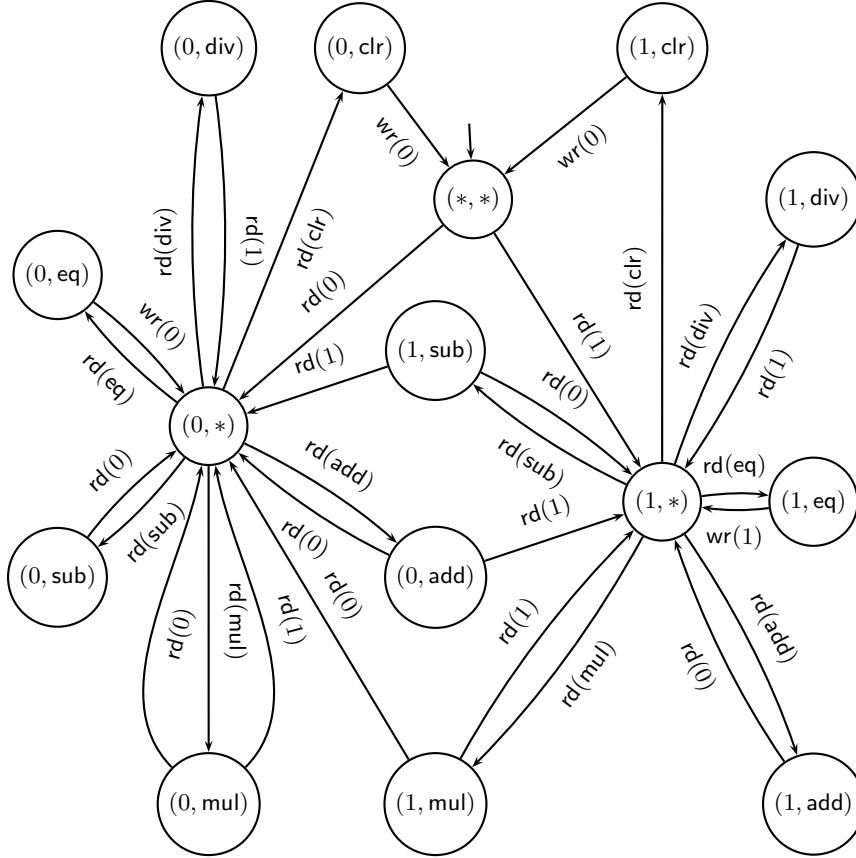 (0, div)
(0, clr)
(1, clr)
wr(0)
wr(0)
(∗, ∗)
(1, div)
rd(div)
rd(1)
rd(clr)
rd(0)
rd(clr)
(0, eq)
wr(0)
rd(eq)
rd(1)
(1, sub)
rd(1)
rd(0)
rd(div)
rd(1)
(0, ∗)
rd(sub)
rd(0)
rd(sub)
rd(add)
rd(0)
rd(1)
(1, ∗)
rd(eq)
wr(1)
(1, eq)
(0, sub)
(0, add)
rd(0)
rd(mul)
rd(1)
rd(0)
rd(1)
rd(mul)
rd(add)
rd(0)
(0, mul)
(1, mul)
(1, add)